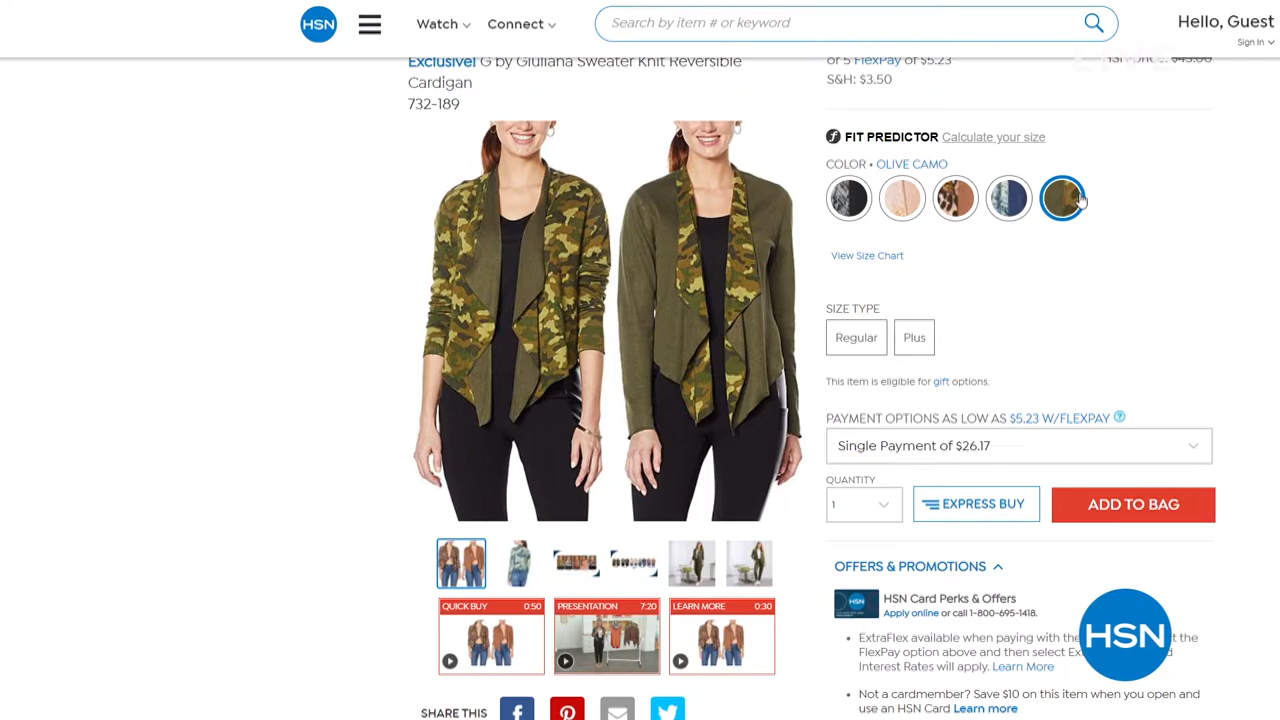 HSN
Watch
Connect
Search by item # or keyword
Hello, Guest
Sign In
Exclusive! G by Giuliana Sweater Knit Reversible
Cardigan
732-189
or 5 FlexPay of $5.23
HSN Price: $45.00
S&H: $3.50
FIT PREDICTOR Calculate your size
COLOR • OLIVE CAMO
View Size Chart
SIZE TYPE
Regular
Plus
This item is eligible for gift options.
PAYMENT OPTIONS AS LOW AS $5.23 W/FLEXPAY ?
Single Payment of $26.17
QUANTITY
1
EXPRESS BUY
ADD TO BAG
QUICK BUY 0:50
PRESENTATION 7:20
LEARN MORE 0:30
OFFERS & PROMOTIONS
HSN
HSN Card Perks & Offers
Apply online or call 1-800-695-1418.
• ExtraFlex available when paying with the
t the
FlexPay option above and then select Ex
Interest Rates will apply. Learn More
HSN
• Not a cardmember? Save $10 on this item when you open and
use an HSN Card Learn more
SHARE THIS